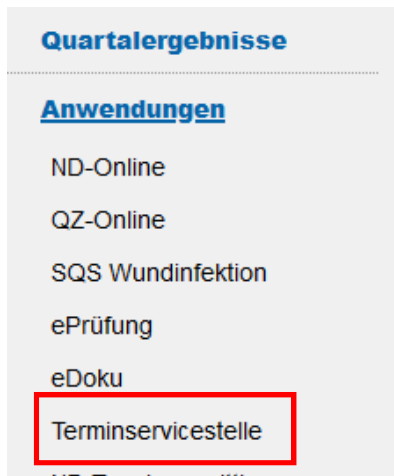 Quartalergebnisse
Anwendungen
ND-Online
QZ-Online
SQS Wundinfektion
ePrüfung
eDoku
Terminservicestelle